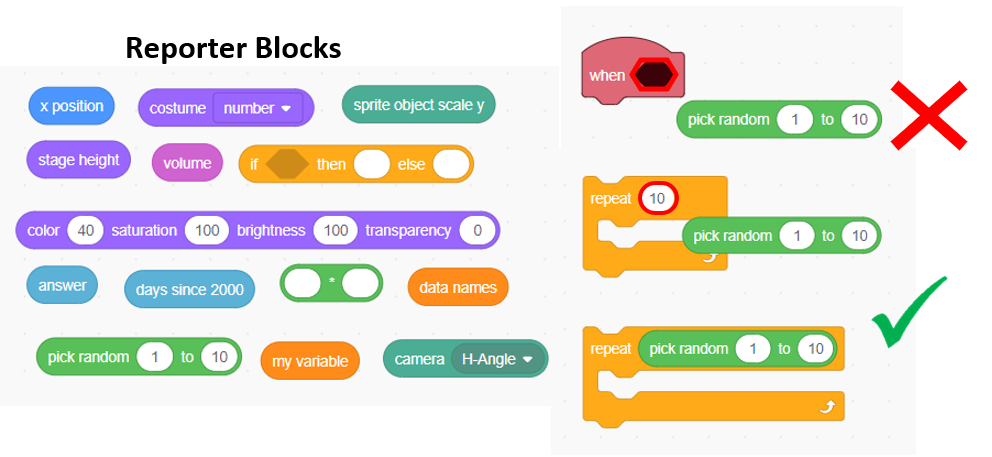 Reporter Blocks
x position
costume number
sprite object scale y
stage height
volume
if then else
color 40 saturation 100 brightness 100 transparency 0
answer
days since 2000
*
data names
pick random 1 to 10
my variable
camera H-Angle
when
pick random 1 to 10
repeat 10
pick random 1 to 10
repeat pick random 1 to 10